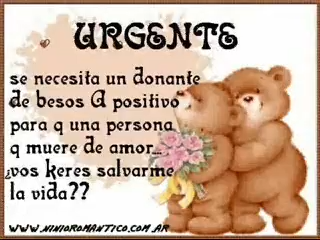 URGENTE
se necesita un donante
de besos A positivo
para q una persona
q muere de amor...
¿vos keres salvarme
la vida??
WWW.NINIOROMANTICO.COM.AR